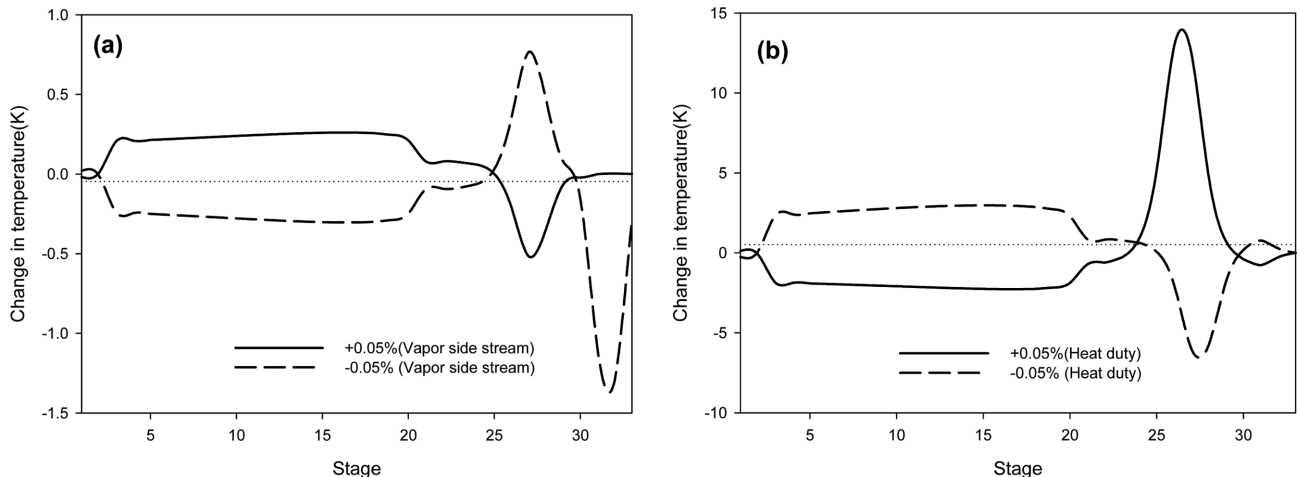 (a)
Change in temperature(K)
1.0
0.5
0.0
-0.5
-1.0
-1.5
+0.05%(Vapor side stream)
-0.05% (Vapor side stream)
5 10 15 20 25 30
Stage
(b)
Change in temperature(K)
15
10
5
0
-5
-10
+0.05%(Heat duty)
-0.05% (Heat duty)
5 10 15 20 25 30
Stage